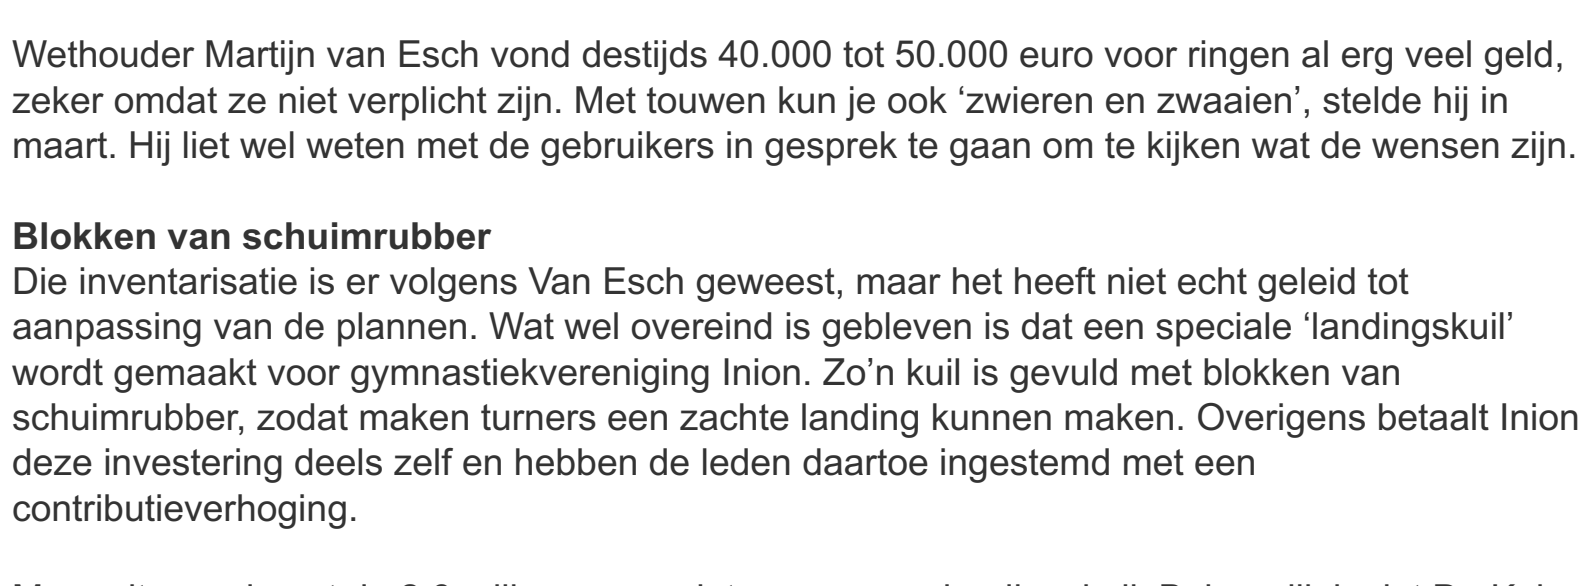 Wethouder Martijn van Esch vond destijds 40.000 tot 50.000 euro voor ringen al erg veel geld,
zeker omdat ze niet verplicht zijn. Met touwen kun je ook ‘zwieren en zwaaien’, stelde hij in
maart. Hij liet wel weten met de gebruikers in gesprek te gaan om te kijken wat de wensen zijn.
Blokken van schuimrubber
Die inventarisatie is er volgens Van Esch geweest, maar het heeft niet echt geleid tot
aanpassing van de plannen. Wat wel overeind is gebleven is dat een speciale ‘landingskuil’
wordt gemaakt voor gymnastiekvereniging Inion. Zo’n kuil is gevuld met blokken van
schuimrubber, zodat maken turners een zachte landing kunnen maken. Overigens betaalt Inion
deze investering deels zelf en hebben de leden daartoe ingestemd met een
contributieverhoging.